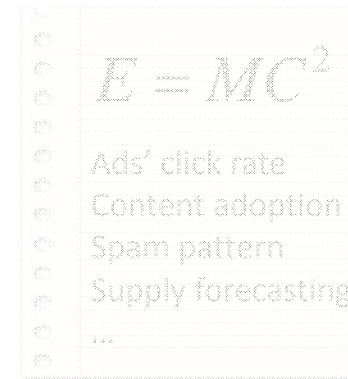 E = MC²
Ads’ click rate
Content adoption
Spam pattern
Supply forecasting
...